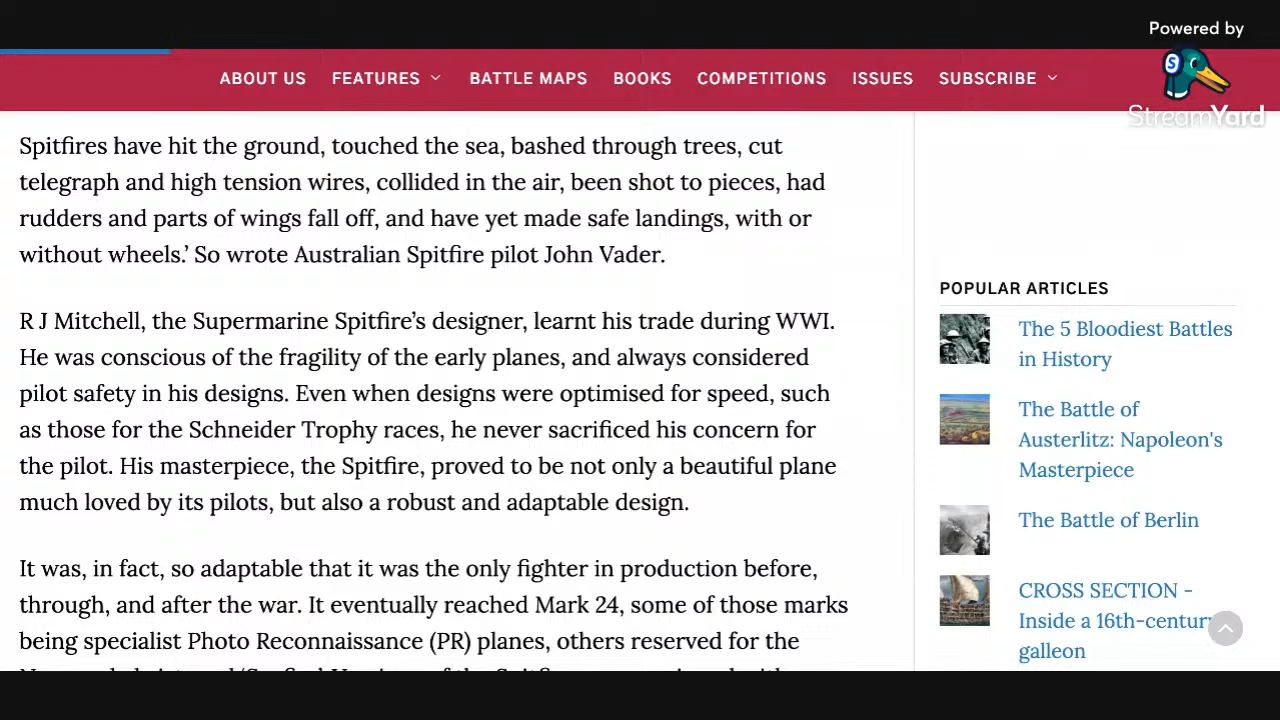 Powered by
StreamYard
ABOUT US FEATURES BATTLE MAPS BOOKS COMPETITIONS ISSUES SUBSCRIBE
Spitfires have hit the ground, touched the sea, bashed through trees, cut
telegraph and high tension wires, collided in the air, been shot to pieces, had
rudders and parts of wings fall off, and have yet made safe landings, with or
without wheels.’ So wrote Australian Spitfire pilot John Vader.
R J Mitchell, the Supermarine Spitfire’s designer, learnt his trade during WWI.
He was conscious of the fragility of the early planes, and always considered
pilot safety in his designs. Even when designs were optimised for speed, such
as those for the Schneider Trophy races, he never sacrificed his concern for
the pilot. His masterpiece, the Spitfire, proved to be not only a beautiful plane
much loved by its pilots, but also a robust and adaptable design.
It was, in fact, so adaptable that it was the only fighter in production before,
through, and after the war. It eventually reached Mark 24, some of those marks
being specialist Photo Reconnaissance (PR) planes, others reserved for the
POPULAR ARTICLES
The 5 Bloodiest Battles
in History
The Battle of
Austerlitz: Napoleon's
Masterpiece
The Battle of Berlin
CROSS SECTION -
Inside a 16th-century
galleon